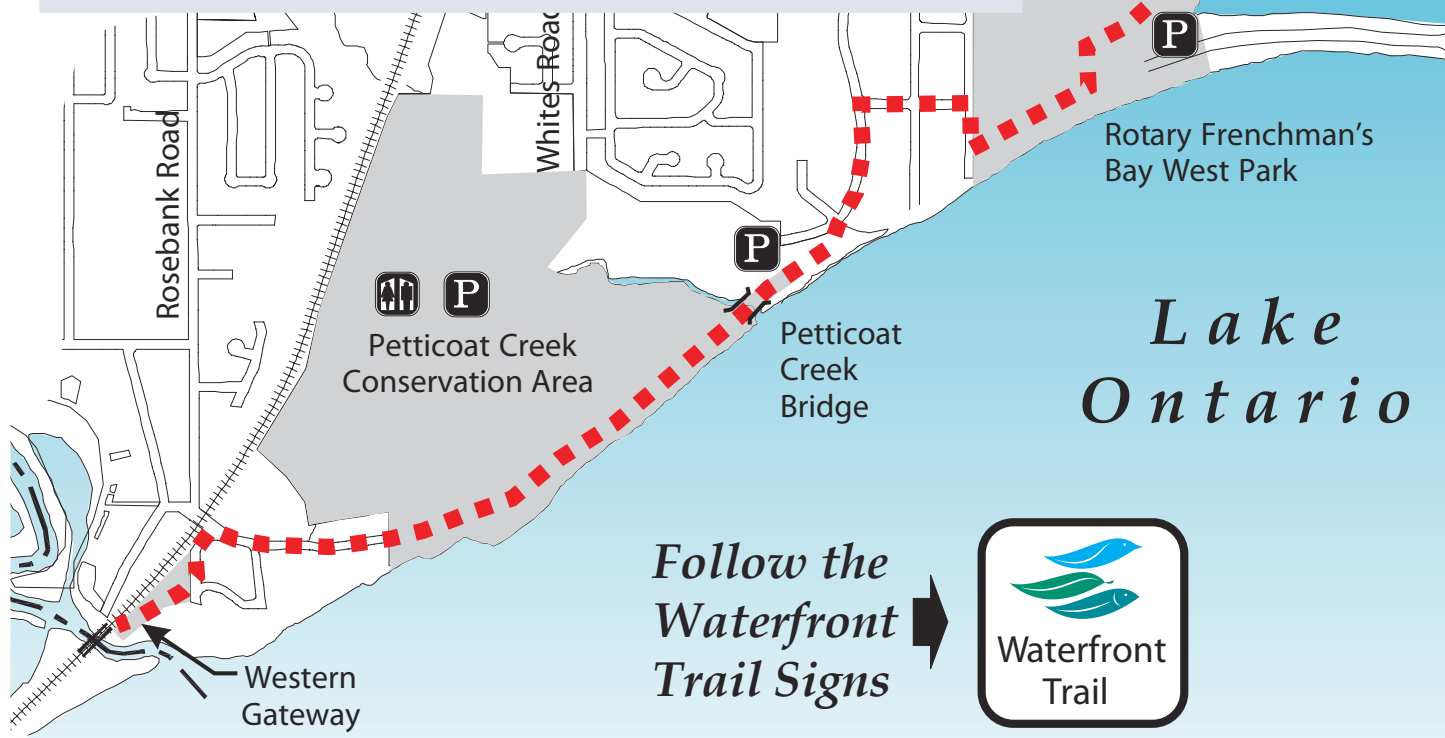 Rosebank Road
Whites Road
P
Rotary Frenchman's
Bay West Park
P
P
Petticoat Creek
Conservation Area
Petticoat
Creek
Bridge
Lake
Ontario
Follow the
Waterfront
Trail Signs
Waterfront
Trail
Western
Gateway